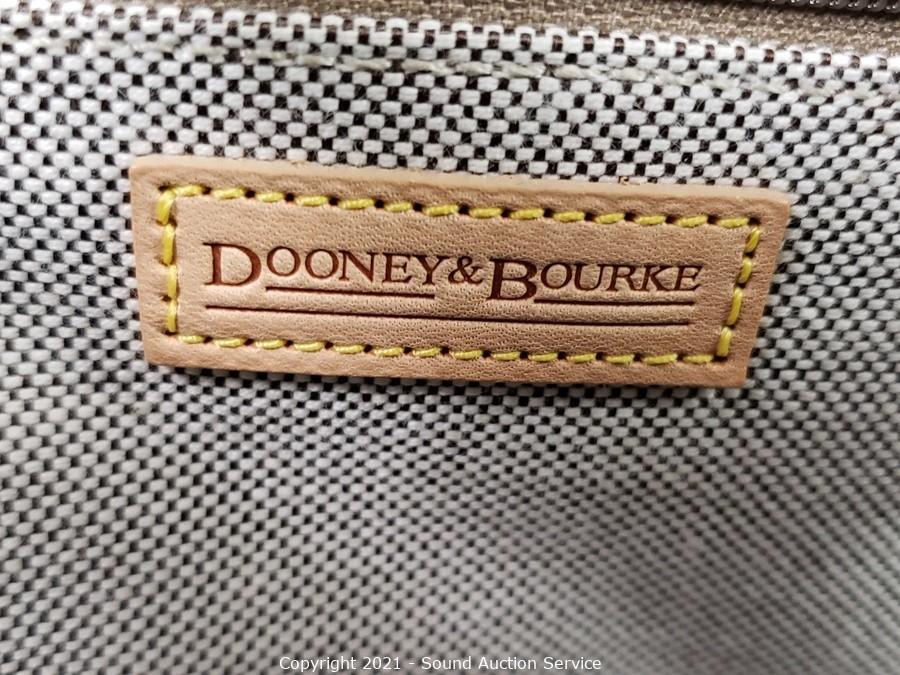 DOONEY & BOURKE
Copyright 2021 - Sound Auction Service